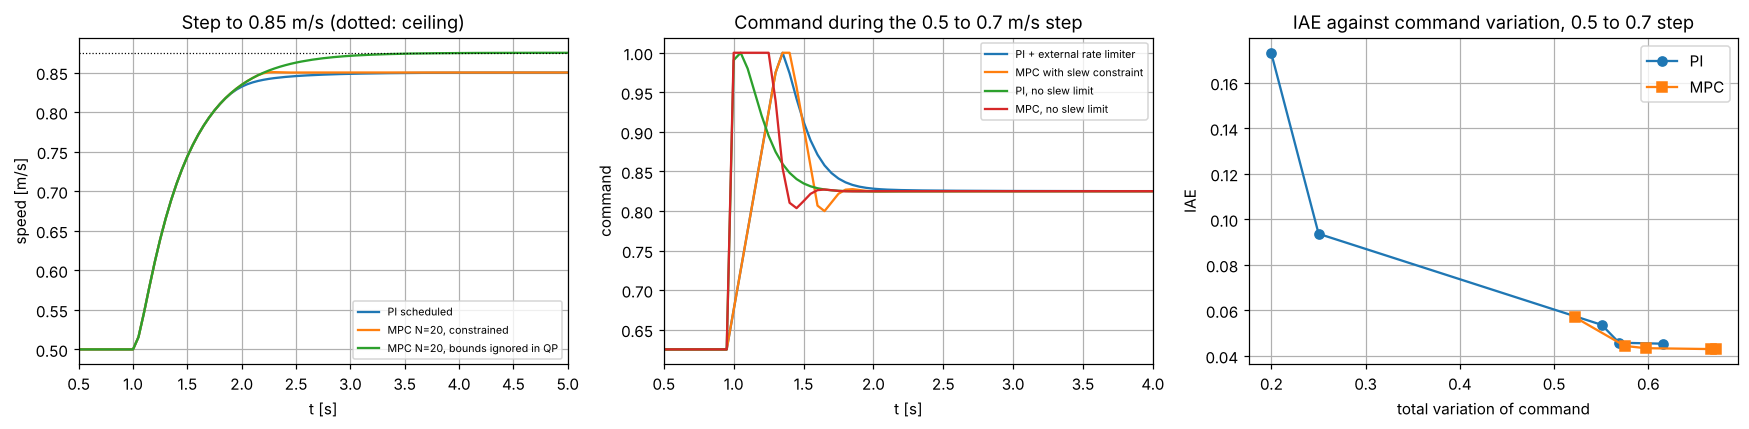 Step to 0.85 m/s (dotted: ceiling)
0.85
0.80
0.75
0.70
0.65
0.60
0.55
0.50
speed [m/s]
0.5
1.0
1.5
2.0
2.5
3.0
3.5
4.0
4.5
5.0
t [s]
PI scheduled
MPC N=20, constrained
MPC N=20, bounds ignored in QP
Command during the 0.5 to 0.7 m/s step
1.00
0.95
0.90
0.85
0.80
0.75
0.70
0.65
command
0.5
1.0
1.5
2.0
2.5
3.0
3.5
4.0
t [s]
PI + external rate limiter
MPC with slew constraint
PI, no slew limit
MPC, no slew limit
IAE against command variation, 0.5 to 0.7 step
0.16
0.14
0.12
0.10
0.08
0.06
0.04
IAE
0.2
0.3
0.4
0.5
0.6
total variation of command
PI
MPC